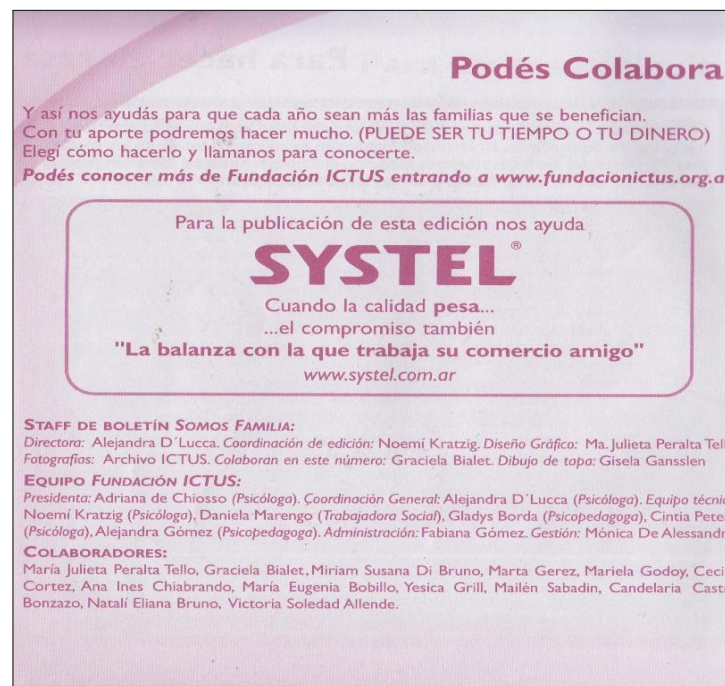 Podés Colabora
Y así nos ayudás para que cada año sean más las familias que se benefician.
Con tu aporte podremos hacer mucho. (PUEDE SER TU TIEMPO O TU DINERO)
Elegí cómo hacerlo y llamanos para conocerte.
Podés conocer más de Fundación ICTUS entrando a www.fundacionictus.org.a
Para la publicación de esta edición nos ayuda
SYSTEL®
Cuando la calidad pesa...
...el compromiso también
"La balanza con la que trabaja su comercio amigo"
www.systel.com.ar
STAFF DE BOLETÍN SOMOS FAMILIA:
Directora: Alejandra D´Lucca. Coordinación de edición: Noemí Kratzig. Diseño Gráfico: Ma. Julieta Peralta Tell
Fotografías: Archivo ICTUS. Colaboran en este número: Graciela Bialet. Dibujo de tapa: Gisela Gansslen
EQUIPO FUNDACIÓN ICTUS:
Presidenta: Adriana de Chiosso (Psicóloga). Coordinación General: Alejandra D´Lucca (Psicóloga). Equipo técnic
Noemí Kratzig (Psicóloga), Daniela Marengo (Trabajadora Social), Gladys Borda (Psicopedagoga), Cintia Pete
(Psicóloga), Alejandra Gómez (Psicopedagoga). Administración: Fabiana Gómez. Gestión: Mónica De Alessandr
COLABORADORES:
María Julieta Peralta Tello, Graciela Bialet, Miriam Susana Di Bruno, Marta Gerez, Mariela Godoy, Ceci
Cortez, Ana Ines Chiabrando, María Eugenia Bobillo, Yesica Grill, Mailén Sabadin, Candelaria Casti
Bonzazo, Natalí Eliana Bruno, Victoria Soledad Allende.